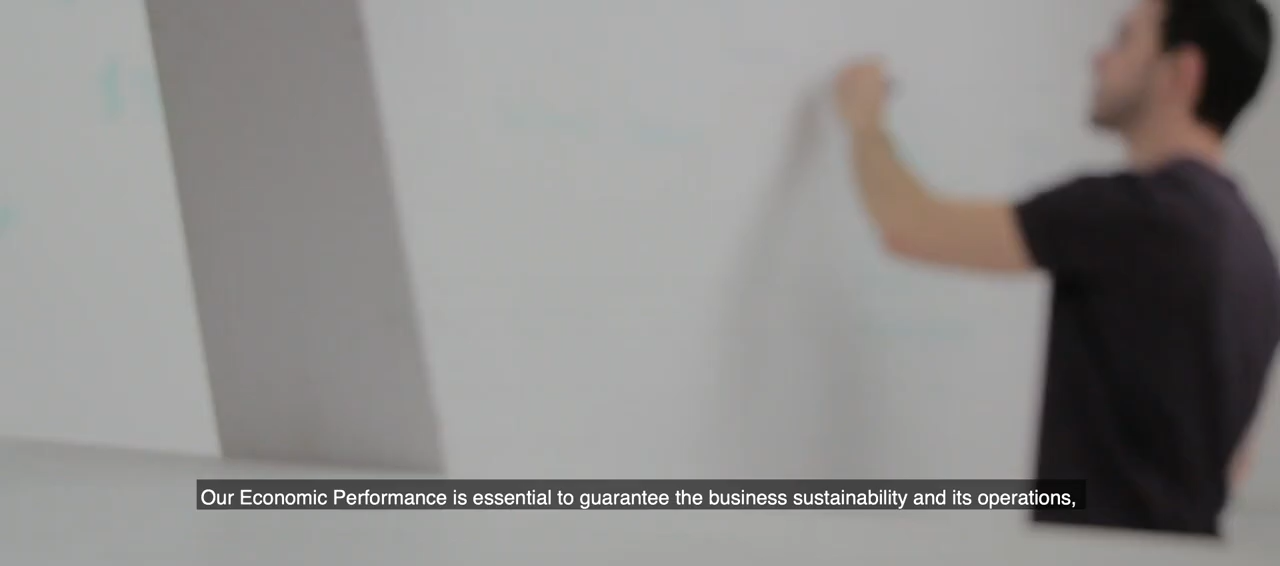 Our Economic Performance is essential to guarantee the business sustainability and its operations,